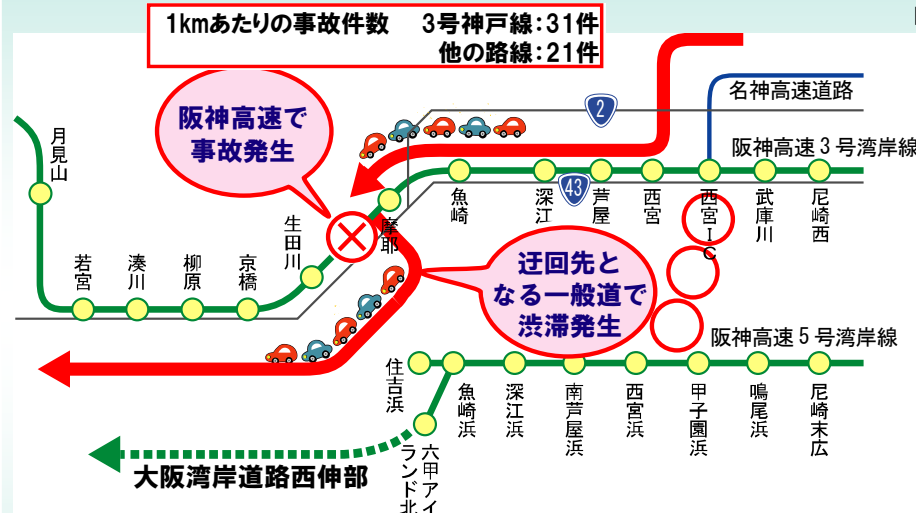 1kmあたりの事故件数　3号神戸線:31件
他の路線:21件
阪神高速で
事故発生
2
名神高速道路
阪神高速3号湾岸線
43
月見山
若宮
湊川
柳原
京橋
生田川
摩耶
魚崎
深江
芦屋
西宮
西宮IC
武庫川
尼崎西
迂回先と
なる一般道で
渋滞発生
阪神高速5号湾岸線
住吉浜
魚崎浜
深江浜
南芦屋浜
西宮浜
甲子園浜
鳴尾浜
尼崎末広
六甲アイ
ランド北
大阪湾岸道路西伸部